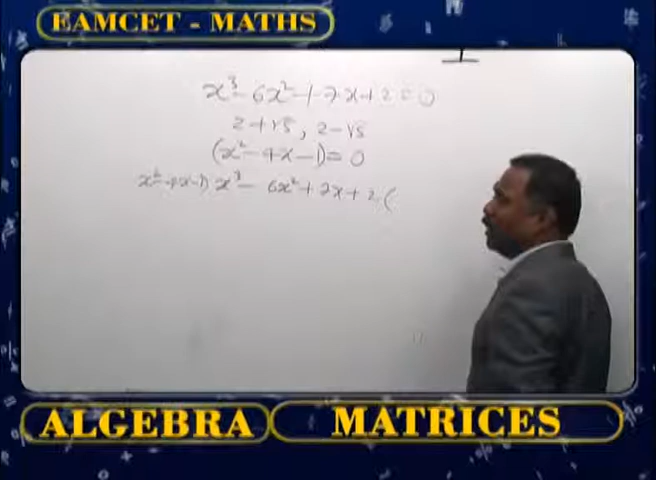 EAMCET - MATHS
x³ - 6x² + 7x + 2 = 0
2+√5, 2-√5
(x² - 4x - 1) = 0
x²-4x-1) x³ - 6x² + 7x + 2 (
ALGEBRA
MATRICES